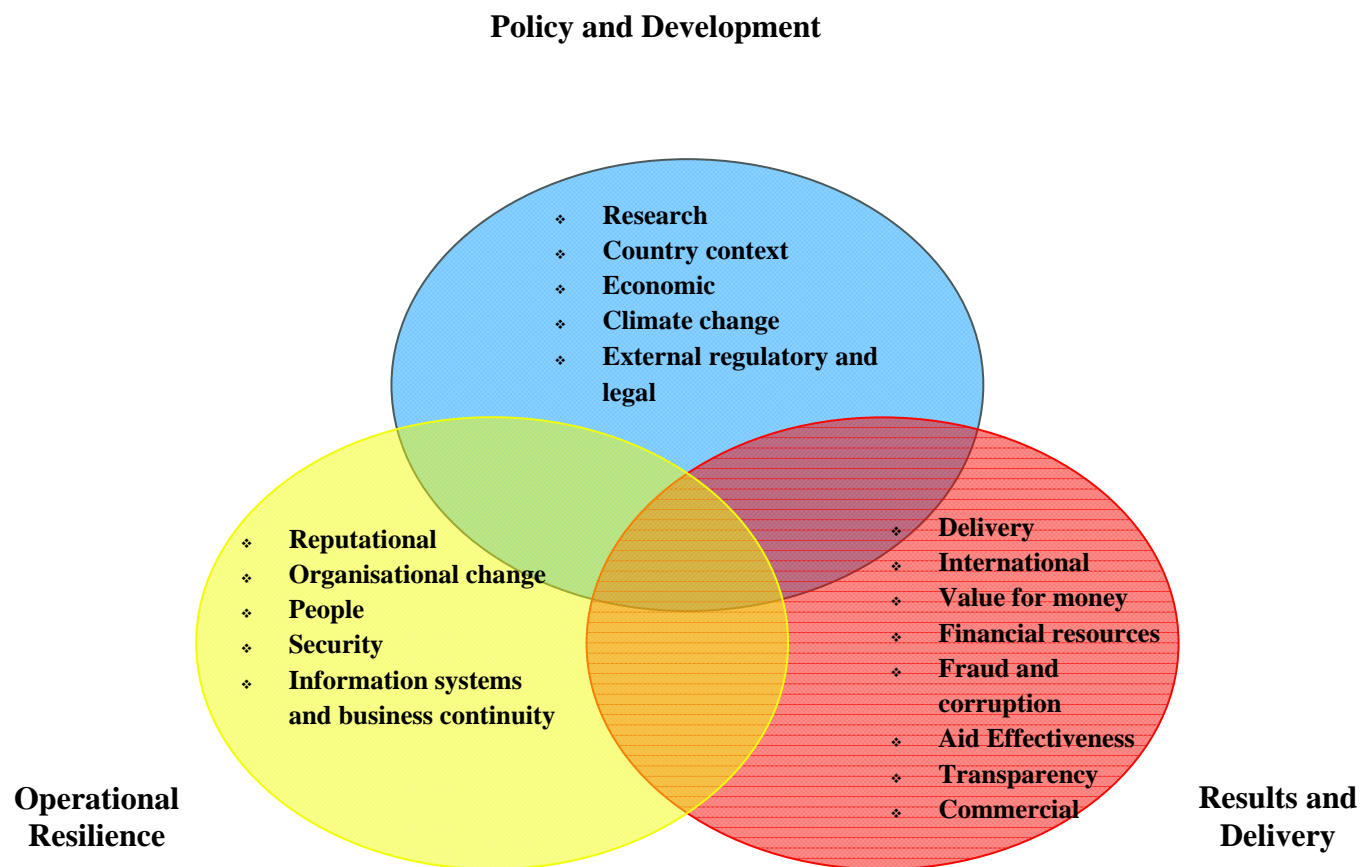 Policy and Development
❖ Research
❖ Country context
❖ Economic
❖ Climate change
❖ External regulatory and
legal
❖ Reputational
❖ Organisational change
❖ People
❖ Security
❖ Information systems
and business continuity
❖ Delivery
❖ International
❖ Value for money
❖ Financial resources
❖ Fraud and
corruption
❖ Aid Effectiveness
❖ Transparency
❖ Commercial
Operational
Resilience
Results and
Delivery